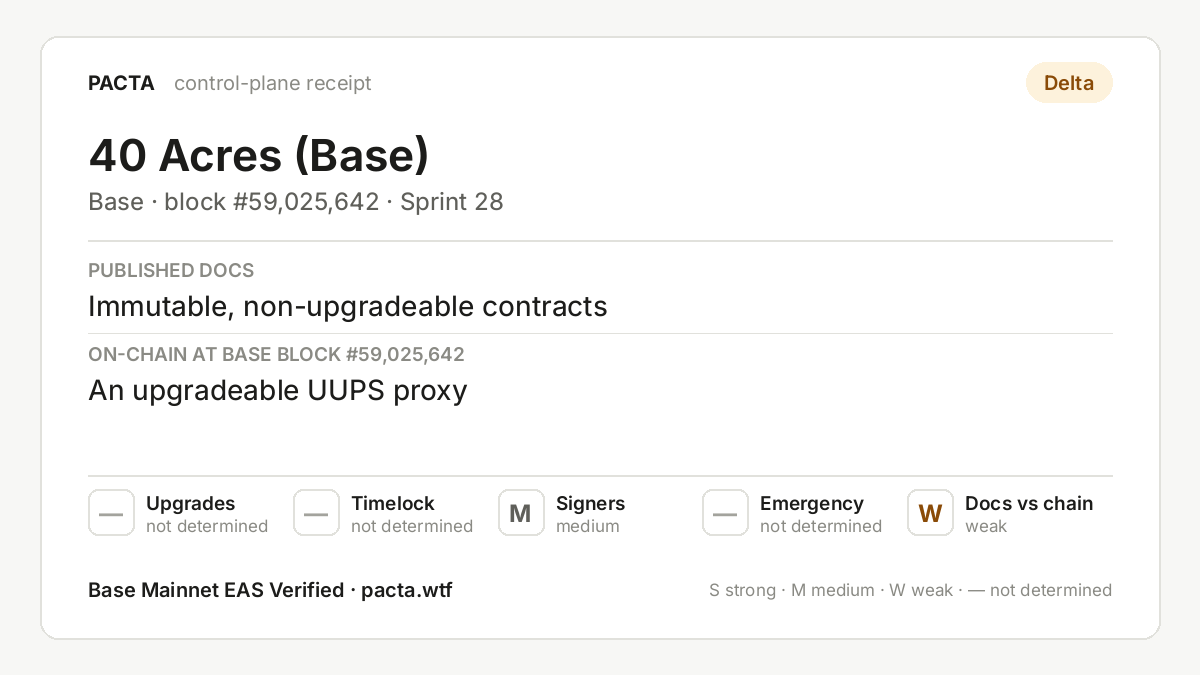 PACTA control-plane receipt Delta
40 Acres (Base)
Base · block #59,025,642 · Sprint 28
PUBLISHED DOCS
Immutable, non-upgradeable contracts
ON-CHAIN AT BASE BLOCK #59,025,642
An upgradeable UUPS proxy
— Upgrades not determined
— Timelock not determined
M Signers medium
— Emergency not determined
W Docs vs chain weak
Base Mainnet EAS Verified · pacta.wtf
S strong · M medium · W weak · — not determined